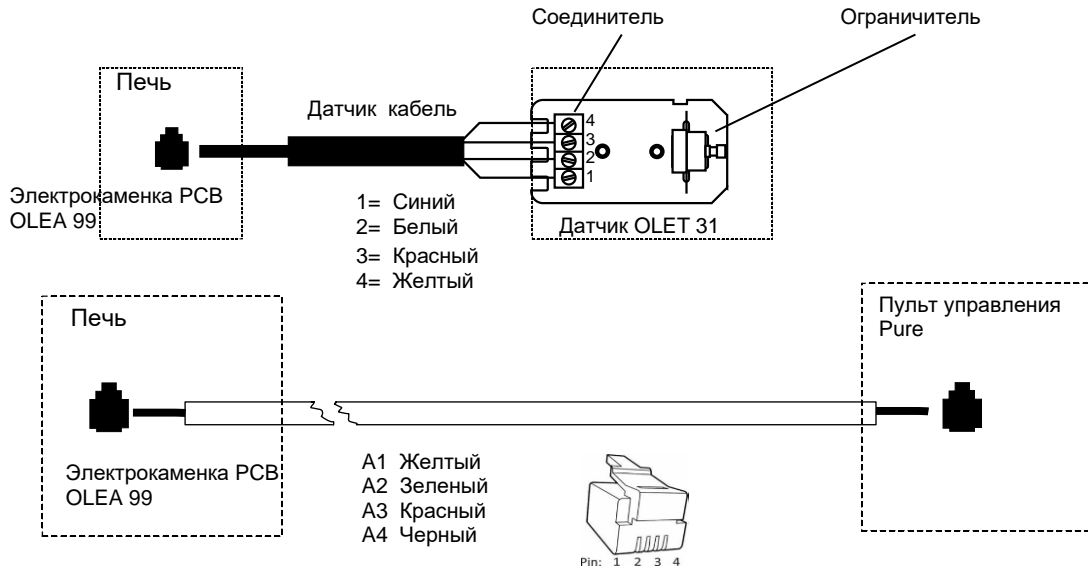 Соединитель
Ограничитель
Печь
Датчик кабель
4
3
2
1
Электрокаменка PCB
OLEA 99
1= Синий
2= Белый
3= Красный
4= Желтый
Датчик OLET 31
Печь
Пульт управления
Pure
Электрокаменка PCB
OLEA 99
A1 Желтый
A2 Зеленый
A3 Красный
A4 Черный
Pin: 1 2 3 4